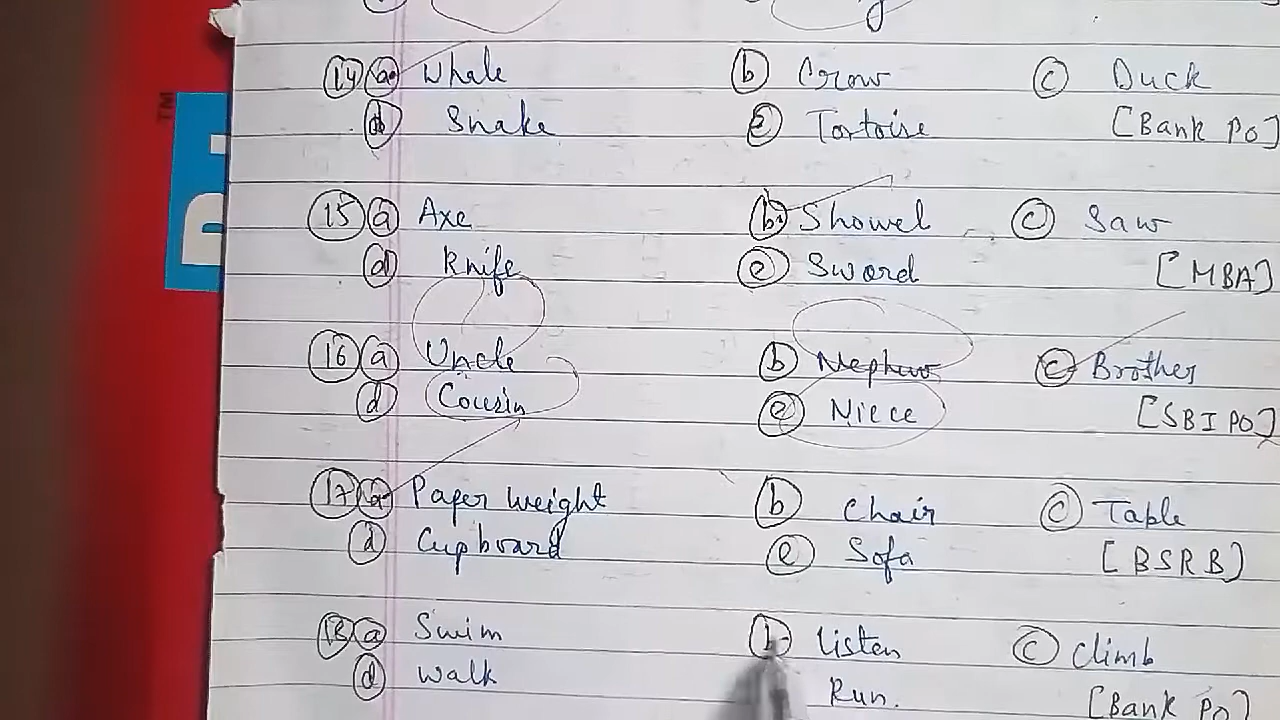 14 a Whale b Crow c Duck
d Snake e Tortoise [Bank PO]
15 a Axe b Showel c Saw
d Knife e Sword [MBA]
16 a Uncle b Nephew c Brother
d Cousin e Niece [SBI PO]
17 a Paper weight b Chair c Table
d Cupboard e Sofa [BSRB]
18 a Swim b listen c climb
d walk Run. [Bank PO]
TM